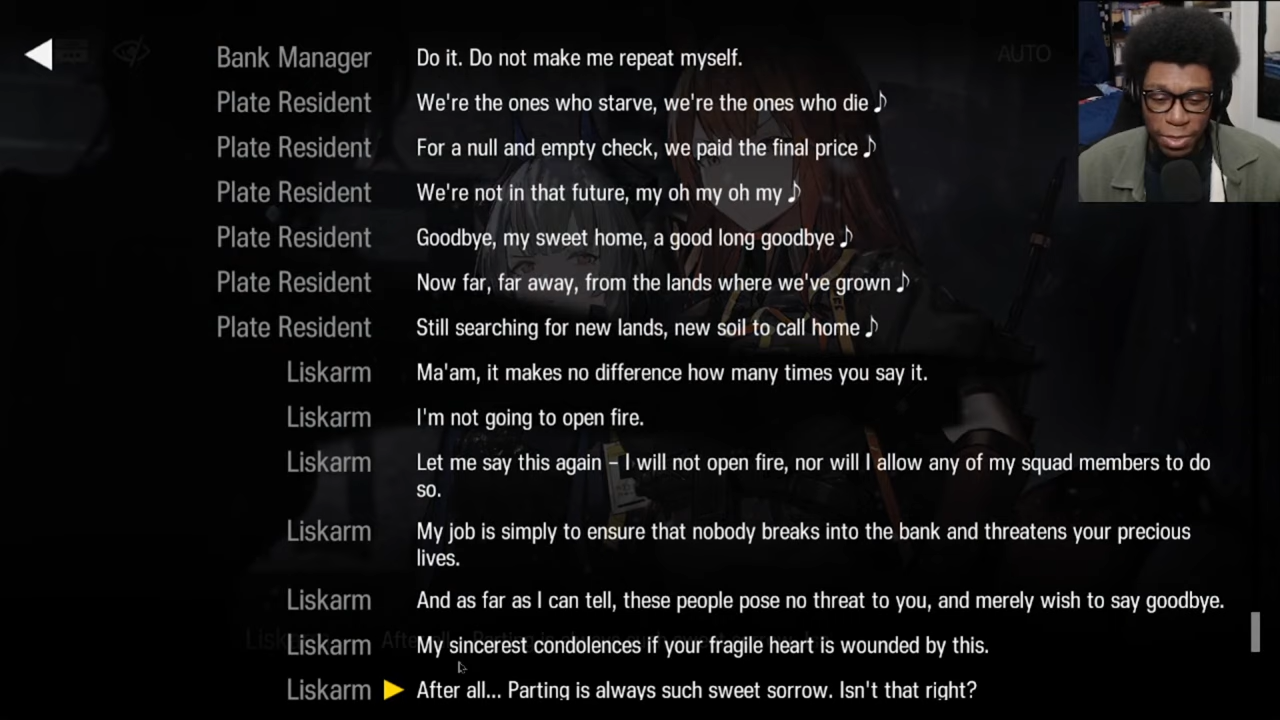 AUTO
Bank Manager Do it. Do not make me repeat myself.
Plate Resident We're the ones who starve, we're the ones who die ♪
Plate Resident For a null and empty check, we paid the final price ♪
Plate Resident We're not in that future, my oh my oh my ♪
Plate Resident Goodbye, my sweet home, a good long goodbye ♪
Plate Resident Now far, far away, from the lands where we've grown ♪
Plate Resident Still searching for new lands, new soil to call home ♪
Liskarm Ma'am, it makes no difference how many times you say it.
Liskarm I'm not going to open fire.
Liskarm Let me say this again – I will not open fire, nor will I allow any of my squad members to do
so.
Liskarm My job is simply to ensure that nobody breaks into the bank and threatens your precious
lives.
Liskarm And as far as I can tell, these people pose no threat to you, and merely wish to say goodbye.
Liskarm My sincerest condolences if your fragile heart is wounded by this.
Liskarm After all... Parting is always such sweet sorrow. Isn't that right?